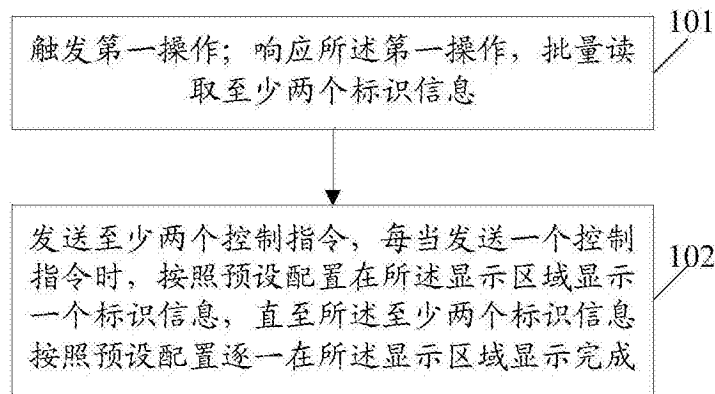 触发第一操作；响应所述第一操作，批量读
取至少两个标识信息
101
发送至少两个控制指令，每当发送一个控制
指令时，按照预设配置在所述显示区域显示
一个标识信息，直至所述至少两个标识信息
按照预设配置逐一在所述显示区域显示完成
102